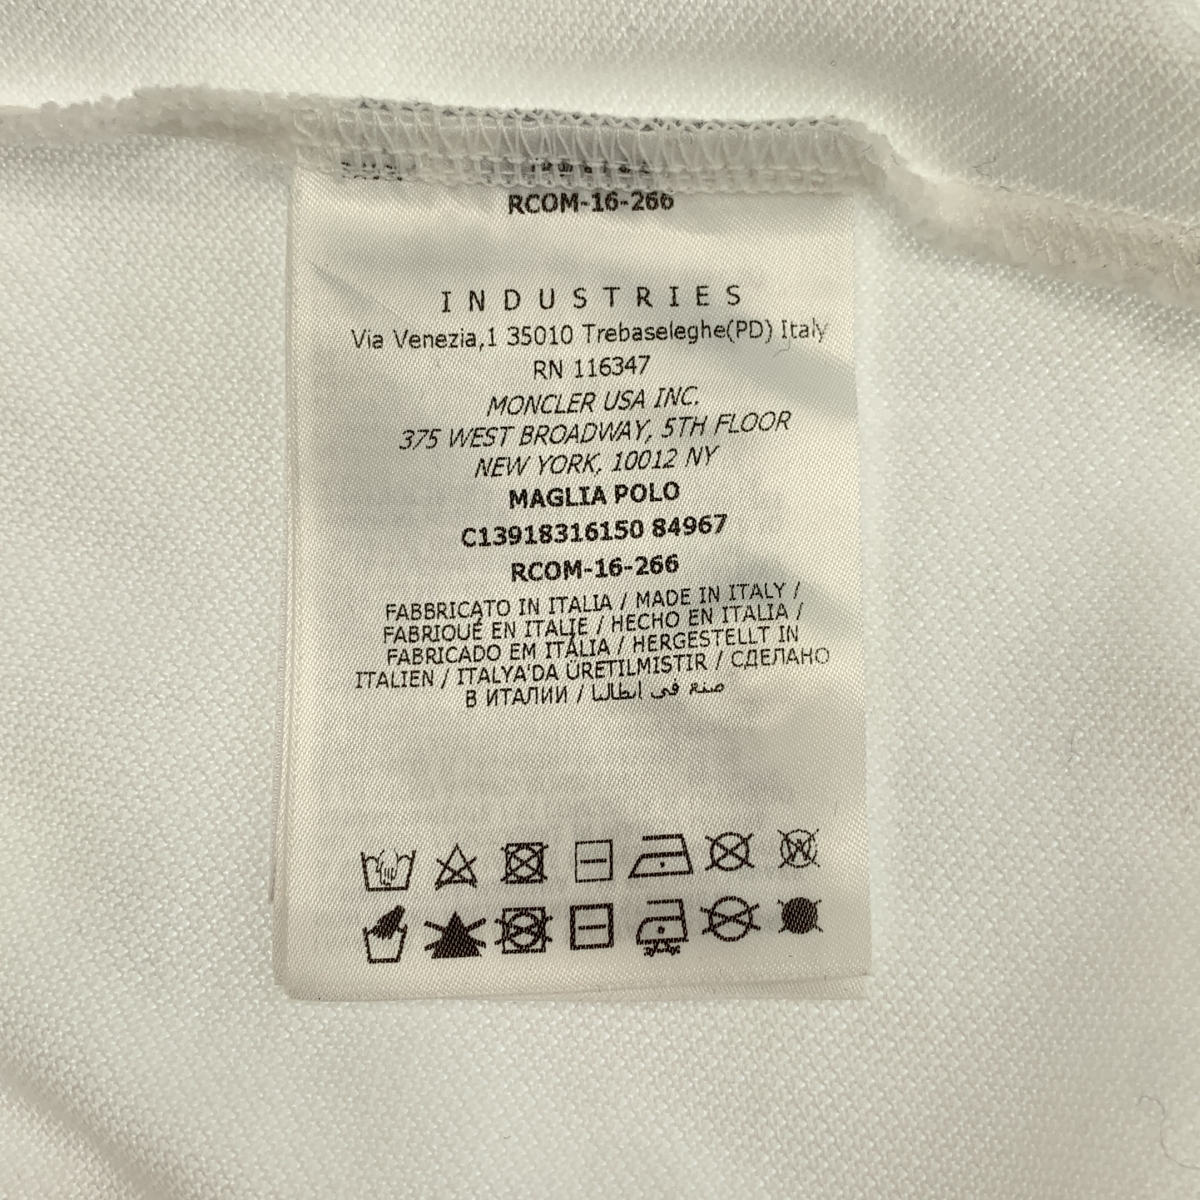 RCOM-16-266
INDUSTRIES
Via Venezia,1 35010 Trebaseleghe(PD) Italy
RN 116347
MONCLER USA INC.
375 WEST BROADWAY, 5TH FLOOR
NEW YORK, 10012 NY
MAGLIA POLO
C13918316150 84967
RCOM-16-266
FABBRICATO IN ITALIA / MADE IN ITALY /
FABRIQUÉ EN ITALIE / HECHO EN ITALIA /
FABRICADO EM ITÁLIA / HERGESTELLT IN
ITALIEN / ITALYA'DA ÜRETILMISTIR / СДЕЛАНО
В ИТАЛИИ / صنع في ايطاليا